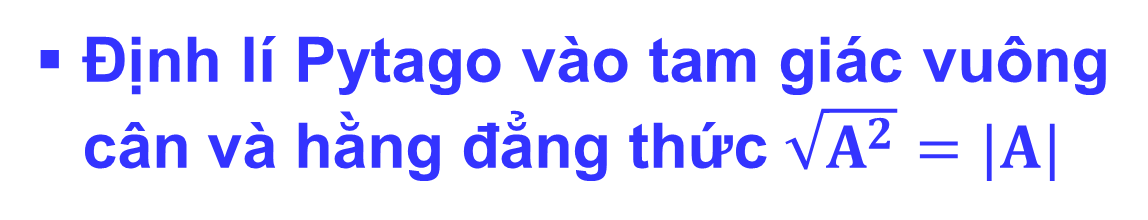 ▪ Định lí Pytago vào tam giác vuông
cân và hằng đẳng thức √A² = |A|